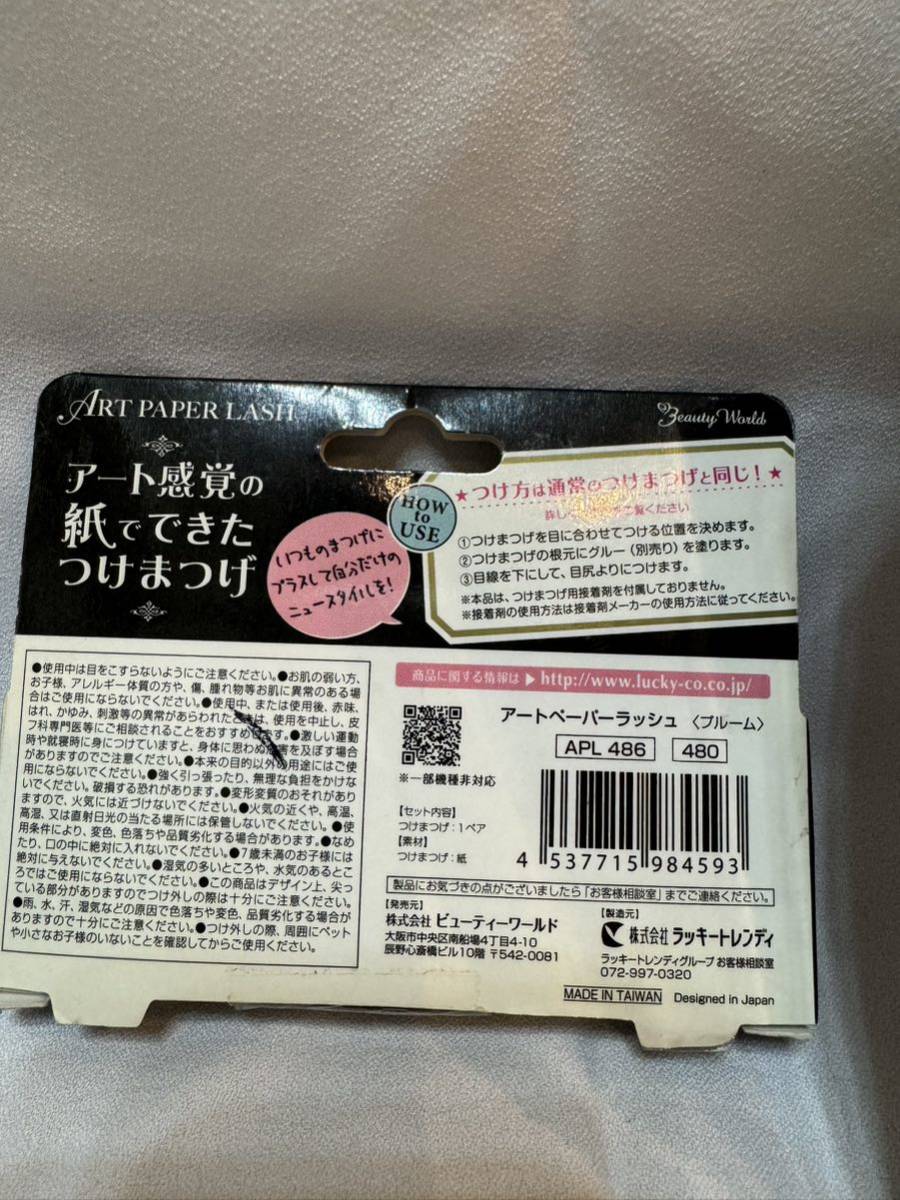 ART PAPER LASH
Beauty World
アート感覚の
紙でできた
つけまつげ
いつものまつげに
プラスして自分だけの
ニュースタイルを!
HOW
to
USE
★つけ方は通常のつけまつげと同じ!★
ご覧ください
①つけまつげを目に合わせてつける位置を決めます。
②つけまつげの根元にグルー(別売り)を塗ります。
③目線を下にして、目尻よりにつけます。
※本品は、つけまつげ用接着剤を付属しておりません。
※接着剤の使用方法は接着剤メーカーの使用方法に従ってください。
●使用中は目をこすらないようにご注意ください。●お肌の弱い方、
お子様、アレルギー体質の方や、傷、腫れ物等お肌に異常のある場
合はご使用にならないでください。●使用中、または使用後、赤味、
はれ、かゆみ、刺激等の異常があらわれたときは、使用を中止し、皮
フ科専門医等にご相談されることをおすすめします。●激しい運動
時や就寝時に身につけていますと、身体に思わぬ傷害を及ぼす場合
がありますのでご注意ください。●本来の目的以外の用途にはご使
用にならないでください。●強く引っ張ったり、無理な負担をかけな
いでください。破損する恐れがあります。●変形変質のおそれがあり
ますので、火気には近づけないでください。●火気の近くや、高温、
高湿、又は直射日光の当たる場所には保管しないでください。●使
用条件により、変色、色落ちや品質劣化する場合があります。●なめ
たり、口の中に絶対に入れないでください。●7歳未満のお子様には
絶対に与えないでください。●湿気の多いところや、水気のあるとこ
ろではご使用にならないでください。●この商品はデザイン上、尖っ
ている部分がありますのでつけ外しの際は十分にご注意ください。
●雨、水、汗、湿気などの原因で色落ちや変色、品質劣化する場合が
ありますので十分にご注意ください。●つけ外しの際、周囲にペット
や小さなお子様のいないことを確認してからご使用ください。
商品に関する情報は▶http://www.lucky-co.co.jp/
アートペーパーラッシュ〈ブルーム〉
APL 486 480
※一部機種非対応
【セット内容】
つけまつげ:1ペア
【素材】
つけまつげ:紙
4 537715 984593
製品にお気づきの点がございましたら「お客様相談室」までご連絡ください。
【発売元】
株式会社 ビューティーワールド
大阪市中央区南船場4丁目4-10
辰野心斎橋ビル10階 〒542-0081
【製造元】
株式会社 ラッキートレンディ
ラッキートレンディグループ お客様相談室
072-997-0320
MADE IN TAIWAN Designed in Japan